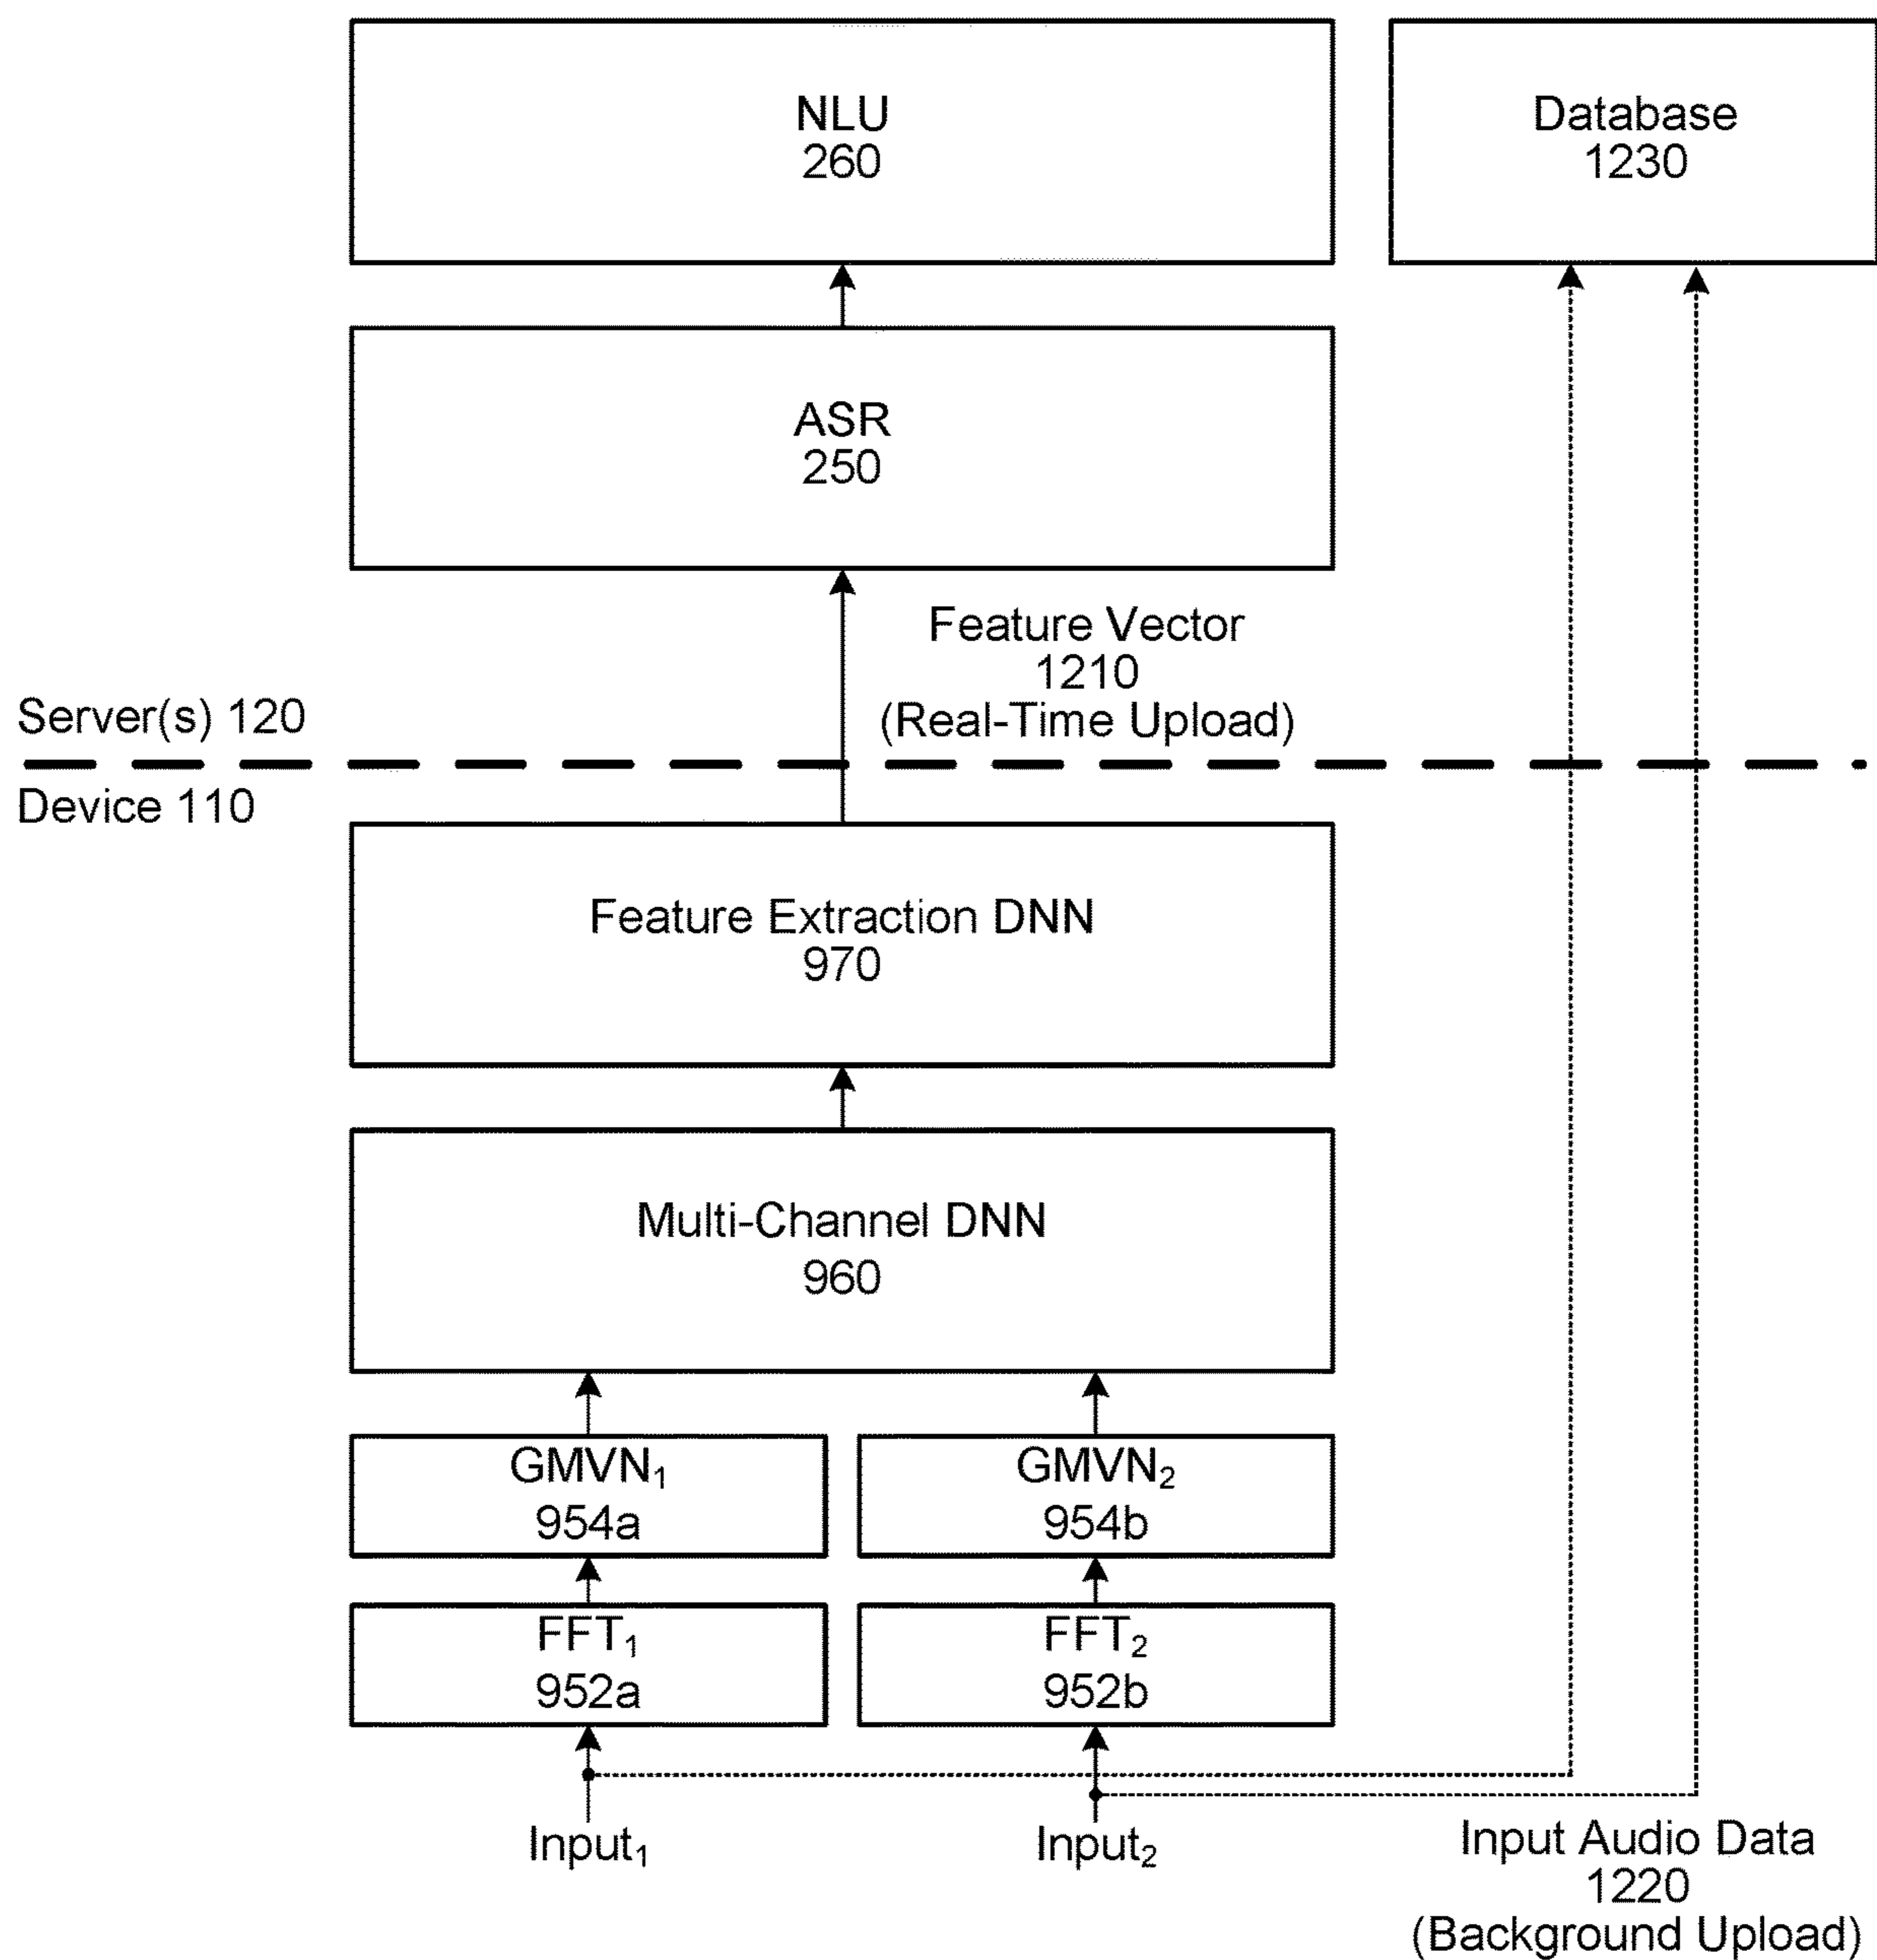 NLU
260
Database
1230
ASR
250
Feature Vector
1210
(Real-Time Upload)
Server(s) 120
Device 110
Feature Extraction DNN
970
Multi-Channel DNN
960
GMVN₁
954a
GMVN₂
954b
FFT₁
952a
FFT₂
952b
Input₁
Input₂
Input Audio Data
1220
(Background Upload)